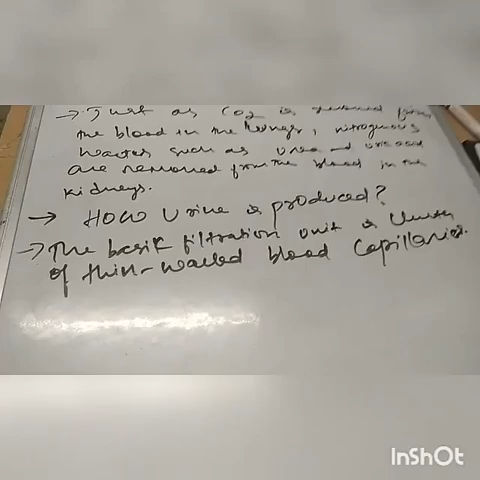 → Just as CO2 is removed from
the blood in the lungs, nitrogenous
wastes such as urea and uric acid
are removed from the blood in the
kidneys.
→ How Urine is produced?
→ The basic filtration unit is cluster
of thin-walled blood capillaries.
InShOt